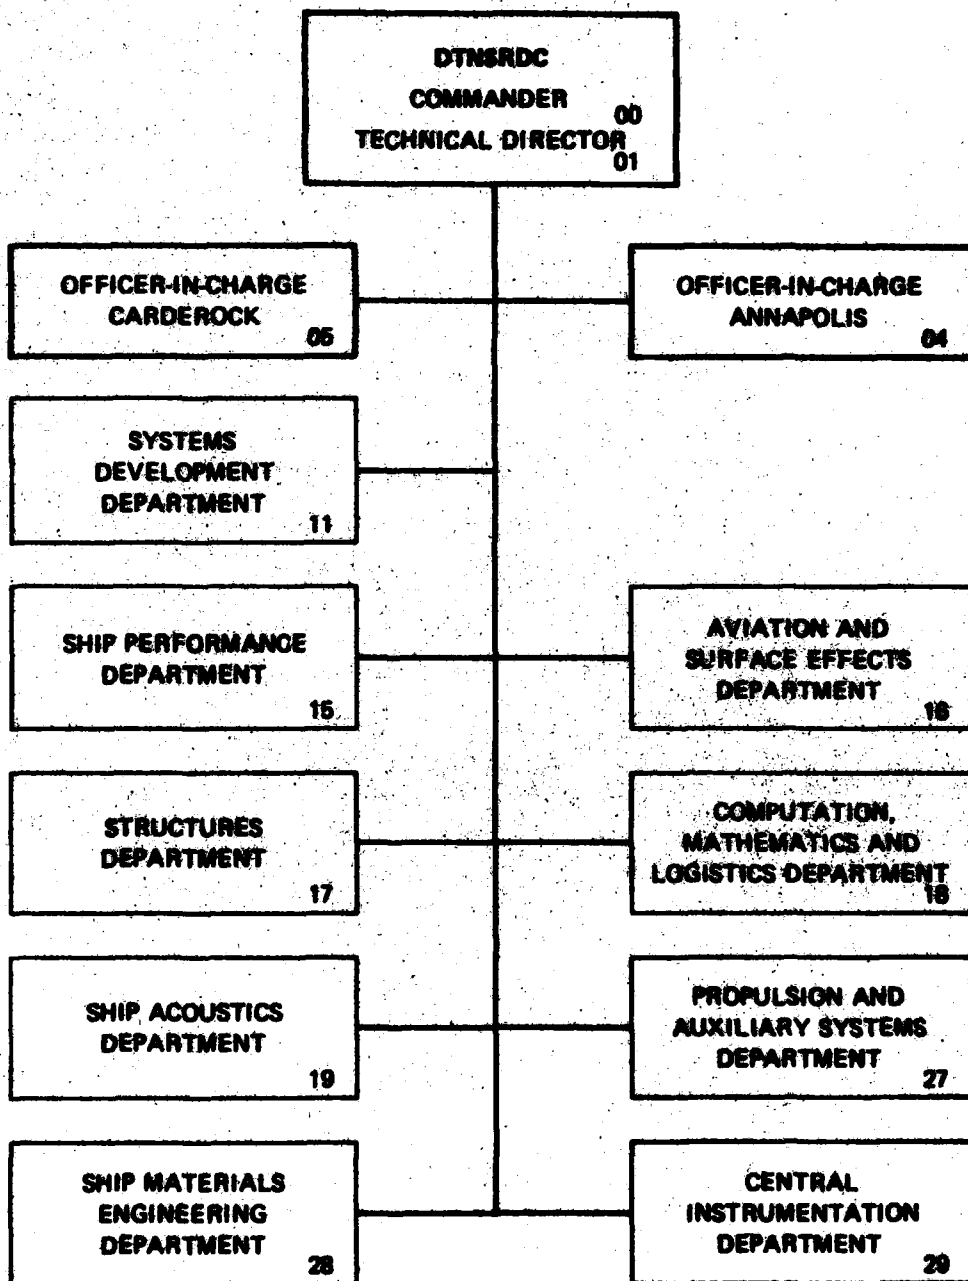 DTNSRDC
COMMANDER
00
TECHNICAL DIRECTOR
01
OFFICER-IN-CHARGE
CARDEROCK
05
OFFICER-IN-CHARGE
ANNAPOLIS
04
SYSTEMS
DEVELOPMENT
DEPARTMENT
11
SHIP PERFORMANCE
DEPARTMENT
15
AVIATION AND
SURFACE EFFECTS
DEPARTMENT
16
STRUCTURES
DEPARTMENT
17
COMPUTATION,
MATHEMATICS AND
LOGISTICS DEPARTMENT
18
SHIP ACOUSTICS
DEPARTMENT
19
PROPULSION AND
AUXILIARY SYSTEMS
DEPARTMENT
27
SHIP MATERIALS
ENGINEERING
DEPARTMENT
28
CENTRAL
INSTRUMENTATION
DEPARTMENT
29